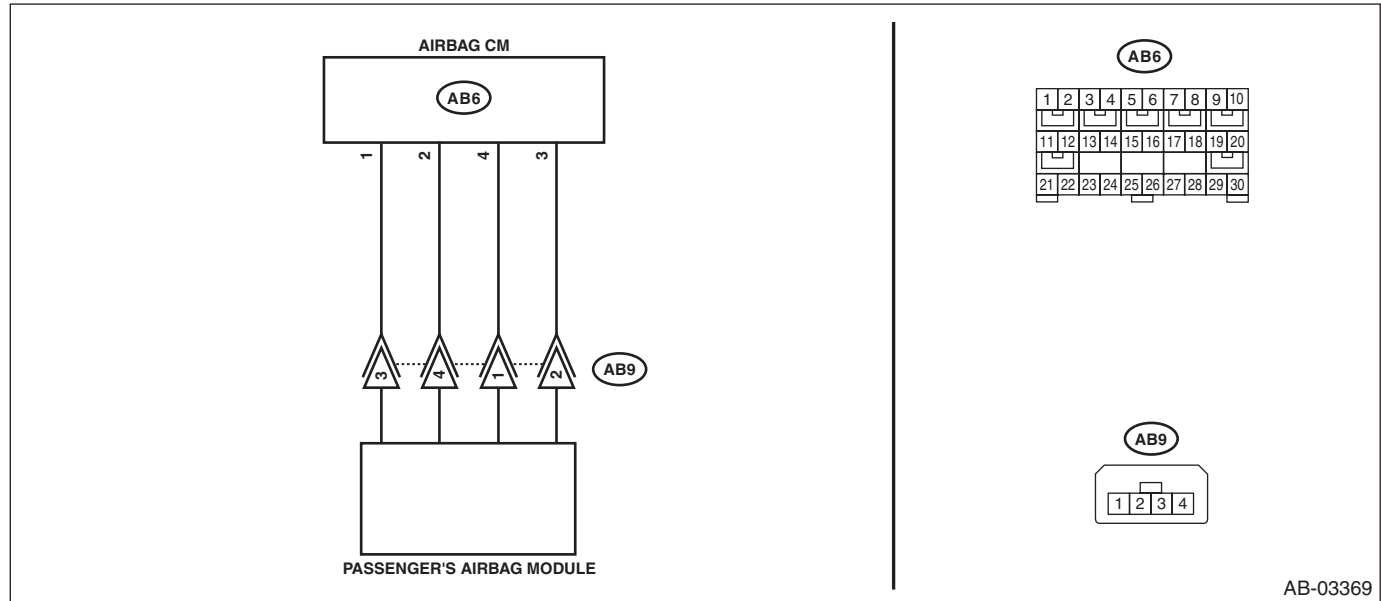 AIRBAG CM
AB6
1 2 4 3
3 4 1 2
AB9
PASSENGER'S AIRBAG MODULE
AB6
1 2 3 4 5 6 7 8 9 10
11 12 13 14 15 16 17 18 19 20
21 22 23 24 25 26 27 28 29 30
AB9
1 2 3 4
AB-03369